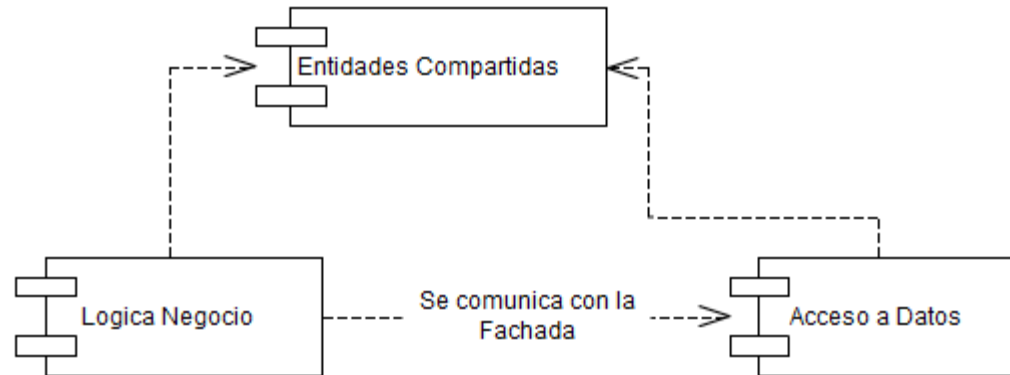 Entidades Compartidas
Logica Negocio
Se comunica con la
Fachada
Acceso a Datos